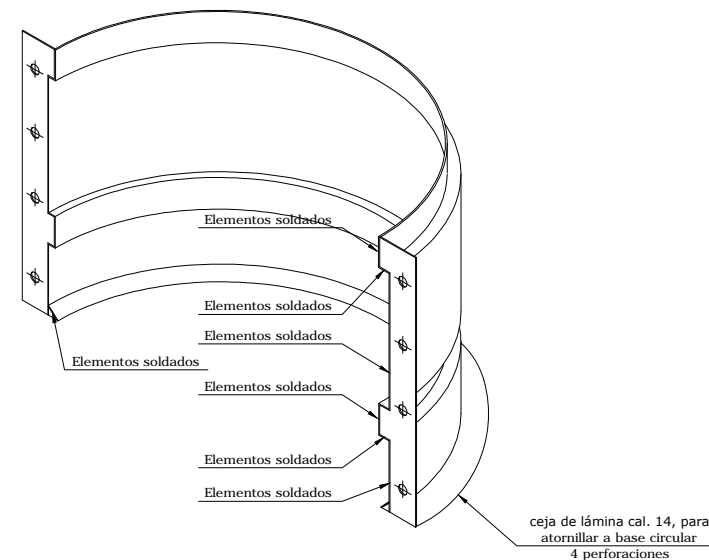 Elementos soldados
Elementos soldados
Elementos soldados
Elementos soldados
Elementos soldados
Elementos soldados
Elementos soldados
ceja de lámina cal. 14, para
atornillar a base circular
4 perforaciones